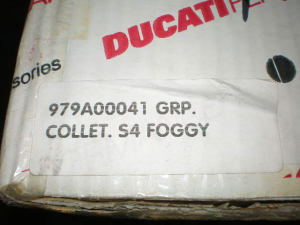 DUCATI
sories
979A00041 GRP.
COLLET. S4 FOGGY